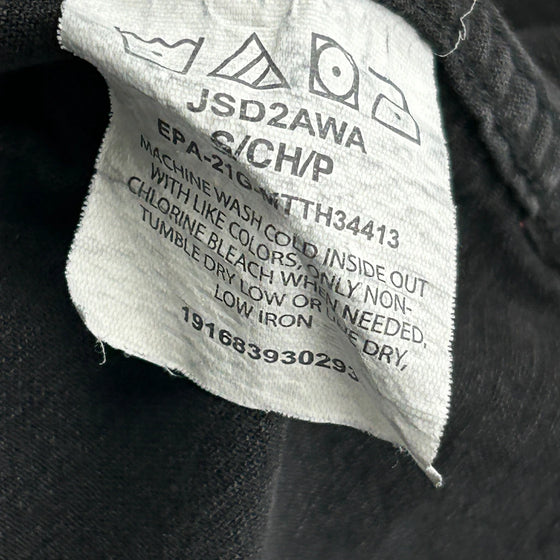 JSD2AWA
S/CH/P
EPA-21G-MTTH34413
MACHINE WASH COLD INSIDE OUT
WITH LIKE COLORS, ONLY NON-
CHLORINE BLEACH WHEN NEEDED.
TUMBLE DRY LOW OR LINE DRY,
LOW IRON
191683930293